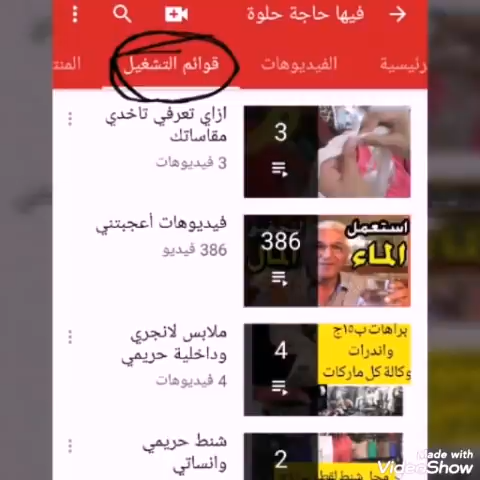 فيها حاجة حلوة
رئيسية
الفيديوهات
قوائم التشغيل
المنت
ازاي تعرفي تاخدي
مقاساتك
3 فيديوهات
3
فيديوهات أعجبتني
386 فيديو
386
استعمل
الماء
ملابس لانجري
وداخلية حريمي
4 فيديوهات
4
براهات ب١٥ج
واندرات
وكالة كل ماركات
شنط حريمي
وانساتي
2
Made with
VideoShow